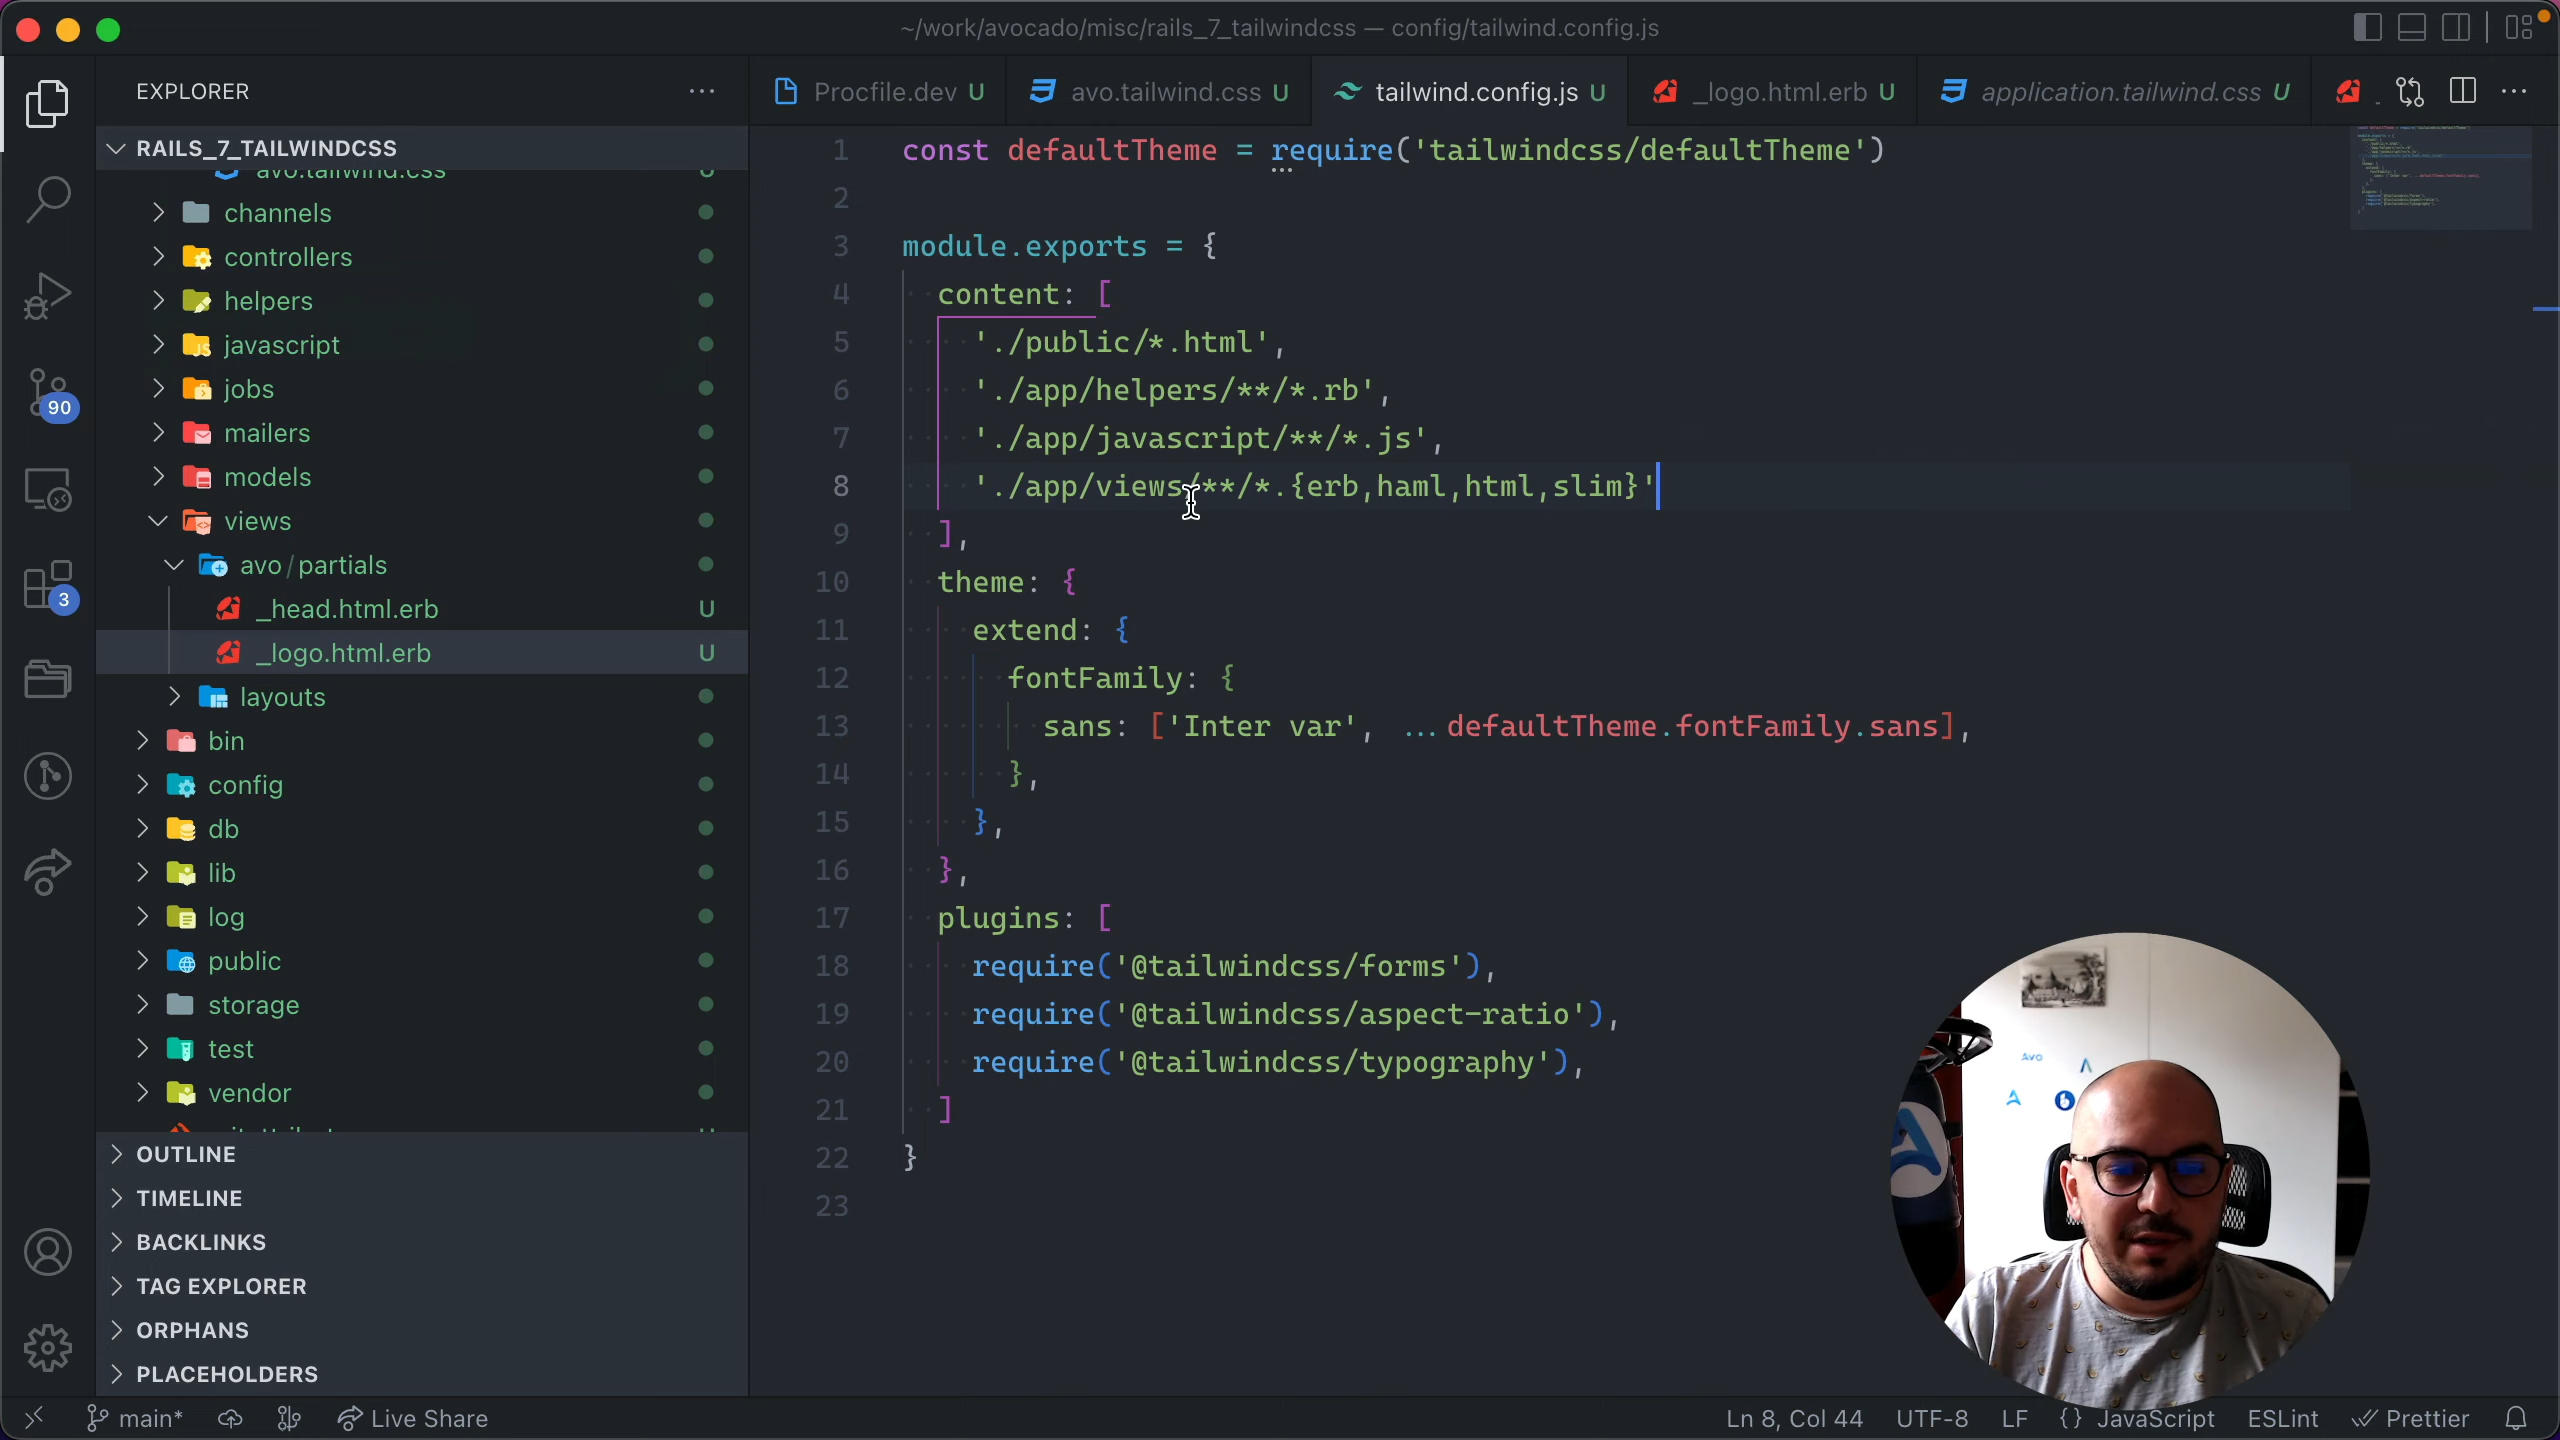 ~/work/avocado/misc/rails_7_tailwindcss — config/tailwind.config.js
EXPLORER
Procfile.dev U
avo.tailwind.css U
tailwind.config.js U
_logo.html.erb U
application.tailwind.css U
RAILS_7_TAILWINDCSS
avo.tailwind.css U
channels
controllers
helpers
javascript
jobs
mailers
models
views
avo/partials
_head.html.erb U
_logo.html.erb U
layouts
bin
config
db
lib
log
public
storage
test
vendor
OUTLINE
TIMELINE
BACKLINKS
TAG EXPLORER
ORPHANS
PLACEHOLDERS
90
3
1 const defaultTheme = require('tailwindcss/defaultTheme')
2
3 module.exports = {
4 content: [
5 './public/*.html',
6 './app/helpers/**/*.rb',
7 './app/javascript/**/*.js',
8 './app/views/**/*.{erb,haml,html,slim}'
9 ],
10 theme: {
11 extend: {
12 fontFamily: {
13 sans: ['Inter var', ...defaultTheme.fontFamily.sans],
14 },
15 },
16 },
17 plugins: [
18 require('@tailwindcss/forms'),
19 require('@tailwindcss/aspect-ratio'),
20 require('@tailwindcss/typography'),
21 ]
22 }
23
Avo
main*
Live Share
Ln 8, Col 44
UTF-8
LF
{} JavaScript
ESLint
Prettier